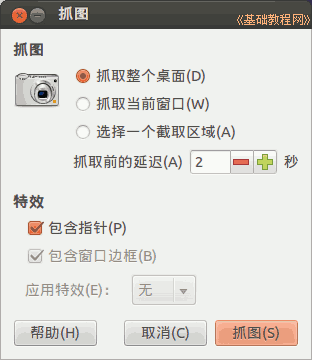 抓图
《基础教程网》
抓图
抓取整个桌面(D)
抓取当前窗口(W)
选择一个截取区域(A)
抓取前的延迟(A) 2 秒
特效
包含指针(P)
包含窗口边框(B)
应用特效(E): 无
帮助(H) 取消(C) 抓图(S)